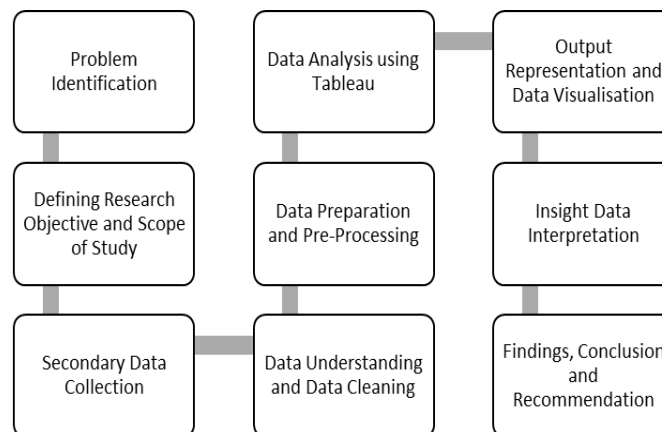 Problem
Identification
Defining Research
Objective and Scope
of Study
Secondary Data
Collection
Data Understanding
and Data Cleaning
Data Preparation
and Pre-Processing
Data Analysis using
Tableau
Output
Representation and
Data Visualisation
Insight Data
Interpretation
Findings, Conclusion
and
Recommendation